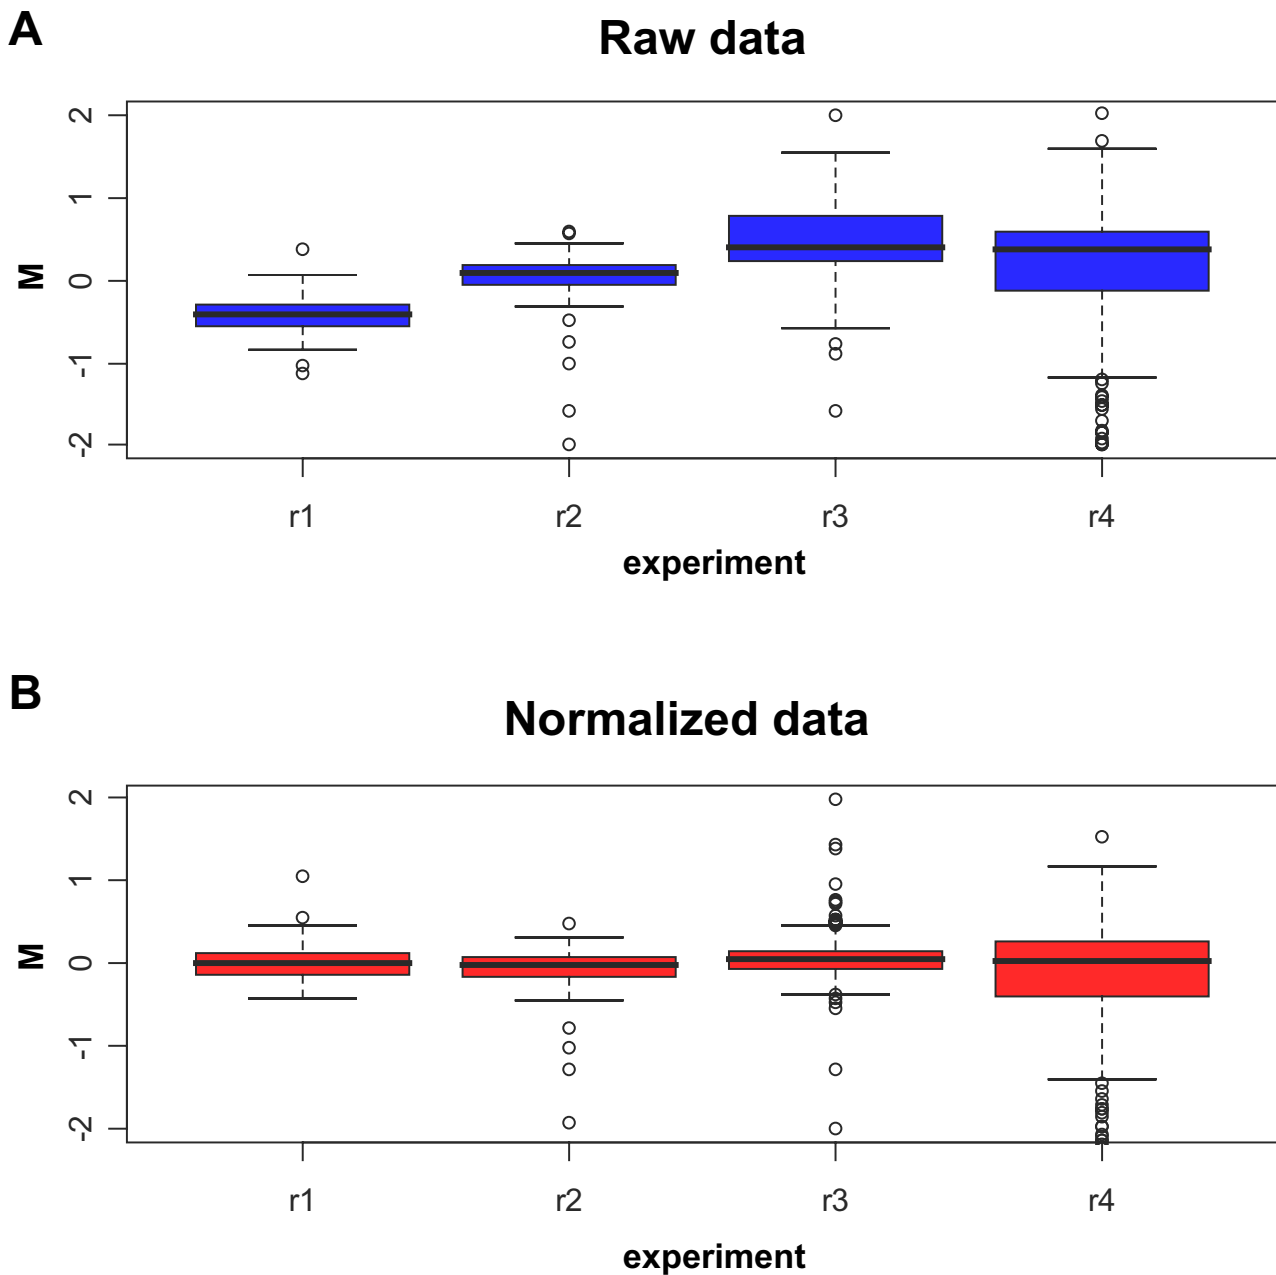 A
Raw data
2
1
0
-1
-2
M
r1 r2 r3 r4
experiment
B
Normalized data
2
1
0
-1
-2
M
r1 r2 r3 r4
experiment